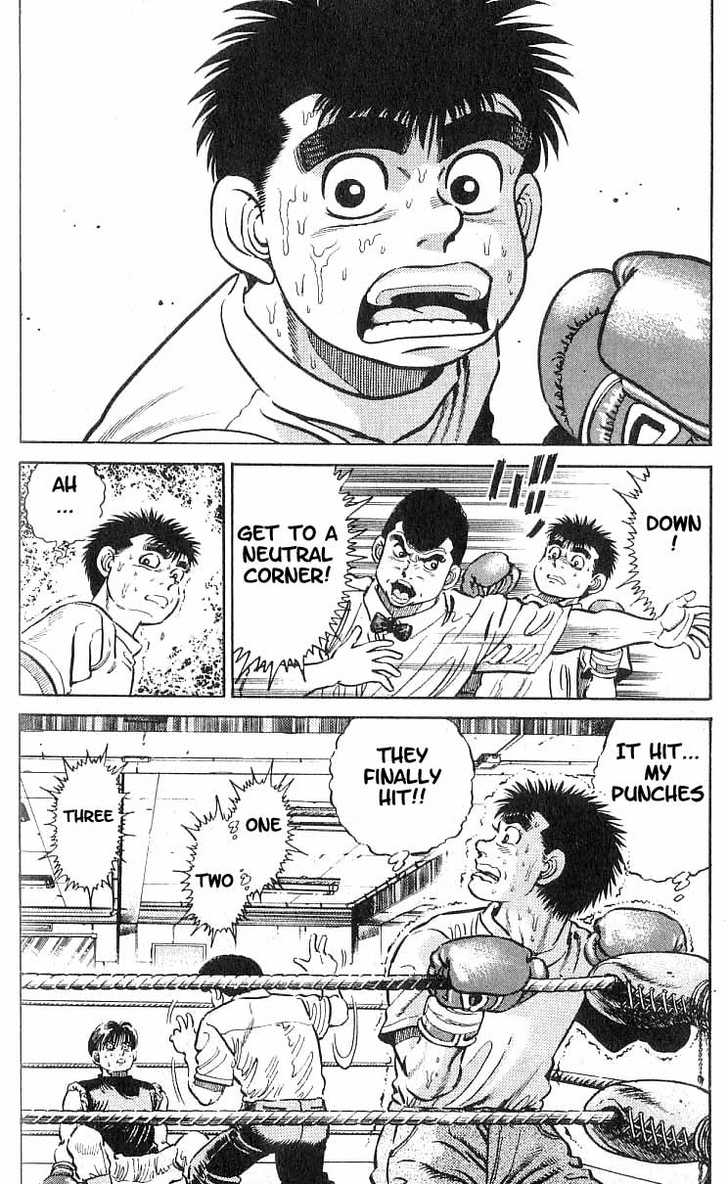 DOWN
!
GET TO A
NEUTRAL
CORNER!
AH
...
IT HIT...
MY
PUNCHES
THEY
FINALLY
HIT!!
ONE
TWO
THREE